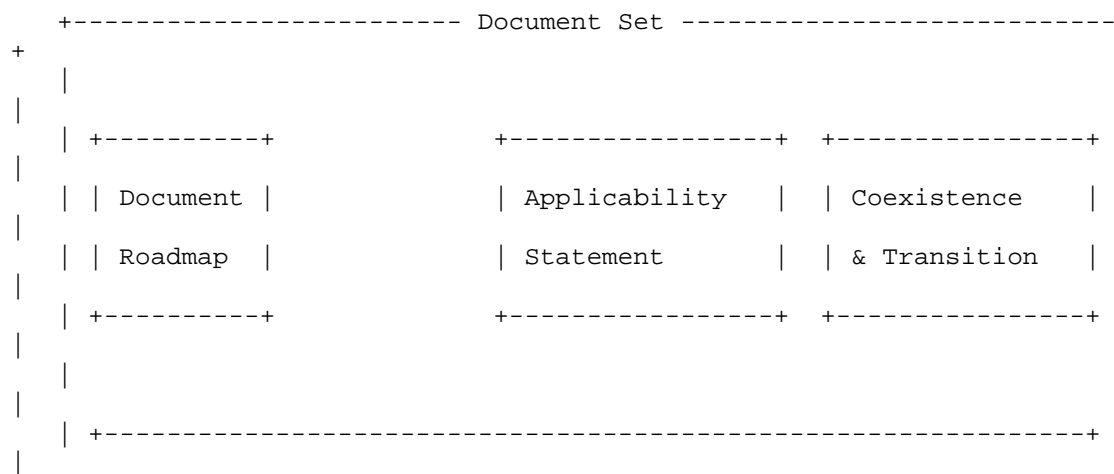 +------------------------- Document Set ----------------------------
+
|
|
| +----------+ +-----------------+ +----------------+
|
| | Document | | Applicability | | Coexistence |
|
| | Roadmap | | Statement | | & Transition |
|
| +----------+ +-----------------+ +----------------+
|
|
|
| +---------------------------------------------------------------+
|